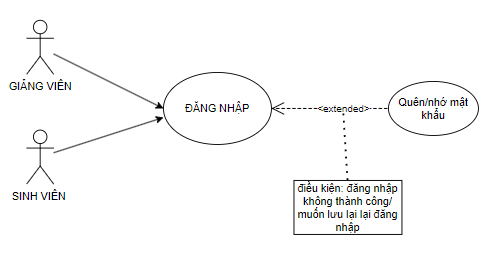 GIẢNG VIÊN
ĐĂNG NHẬP
<extended>
Quên/nhớ mật
khẩu
SINH VIÊN
điều kiện: đăng nhập
không thành công/
muốn lưu lại lại đăng
nhập